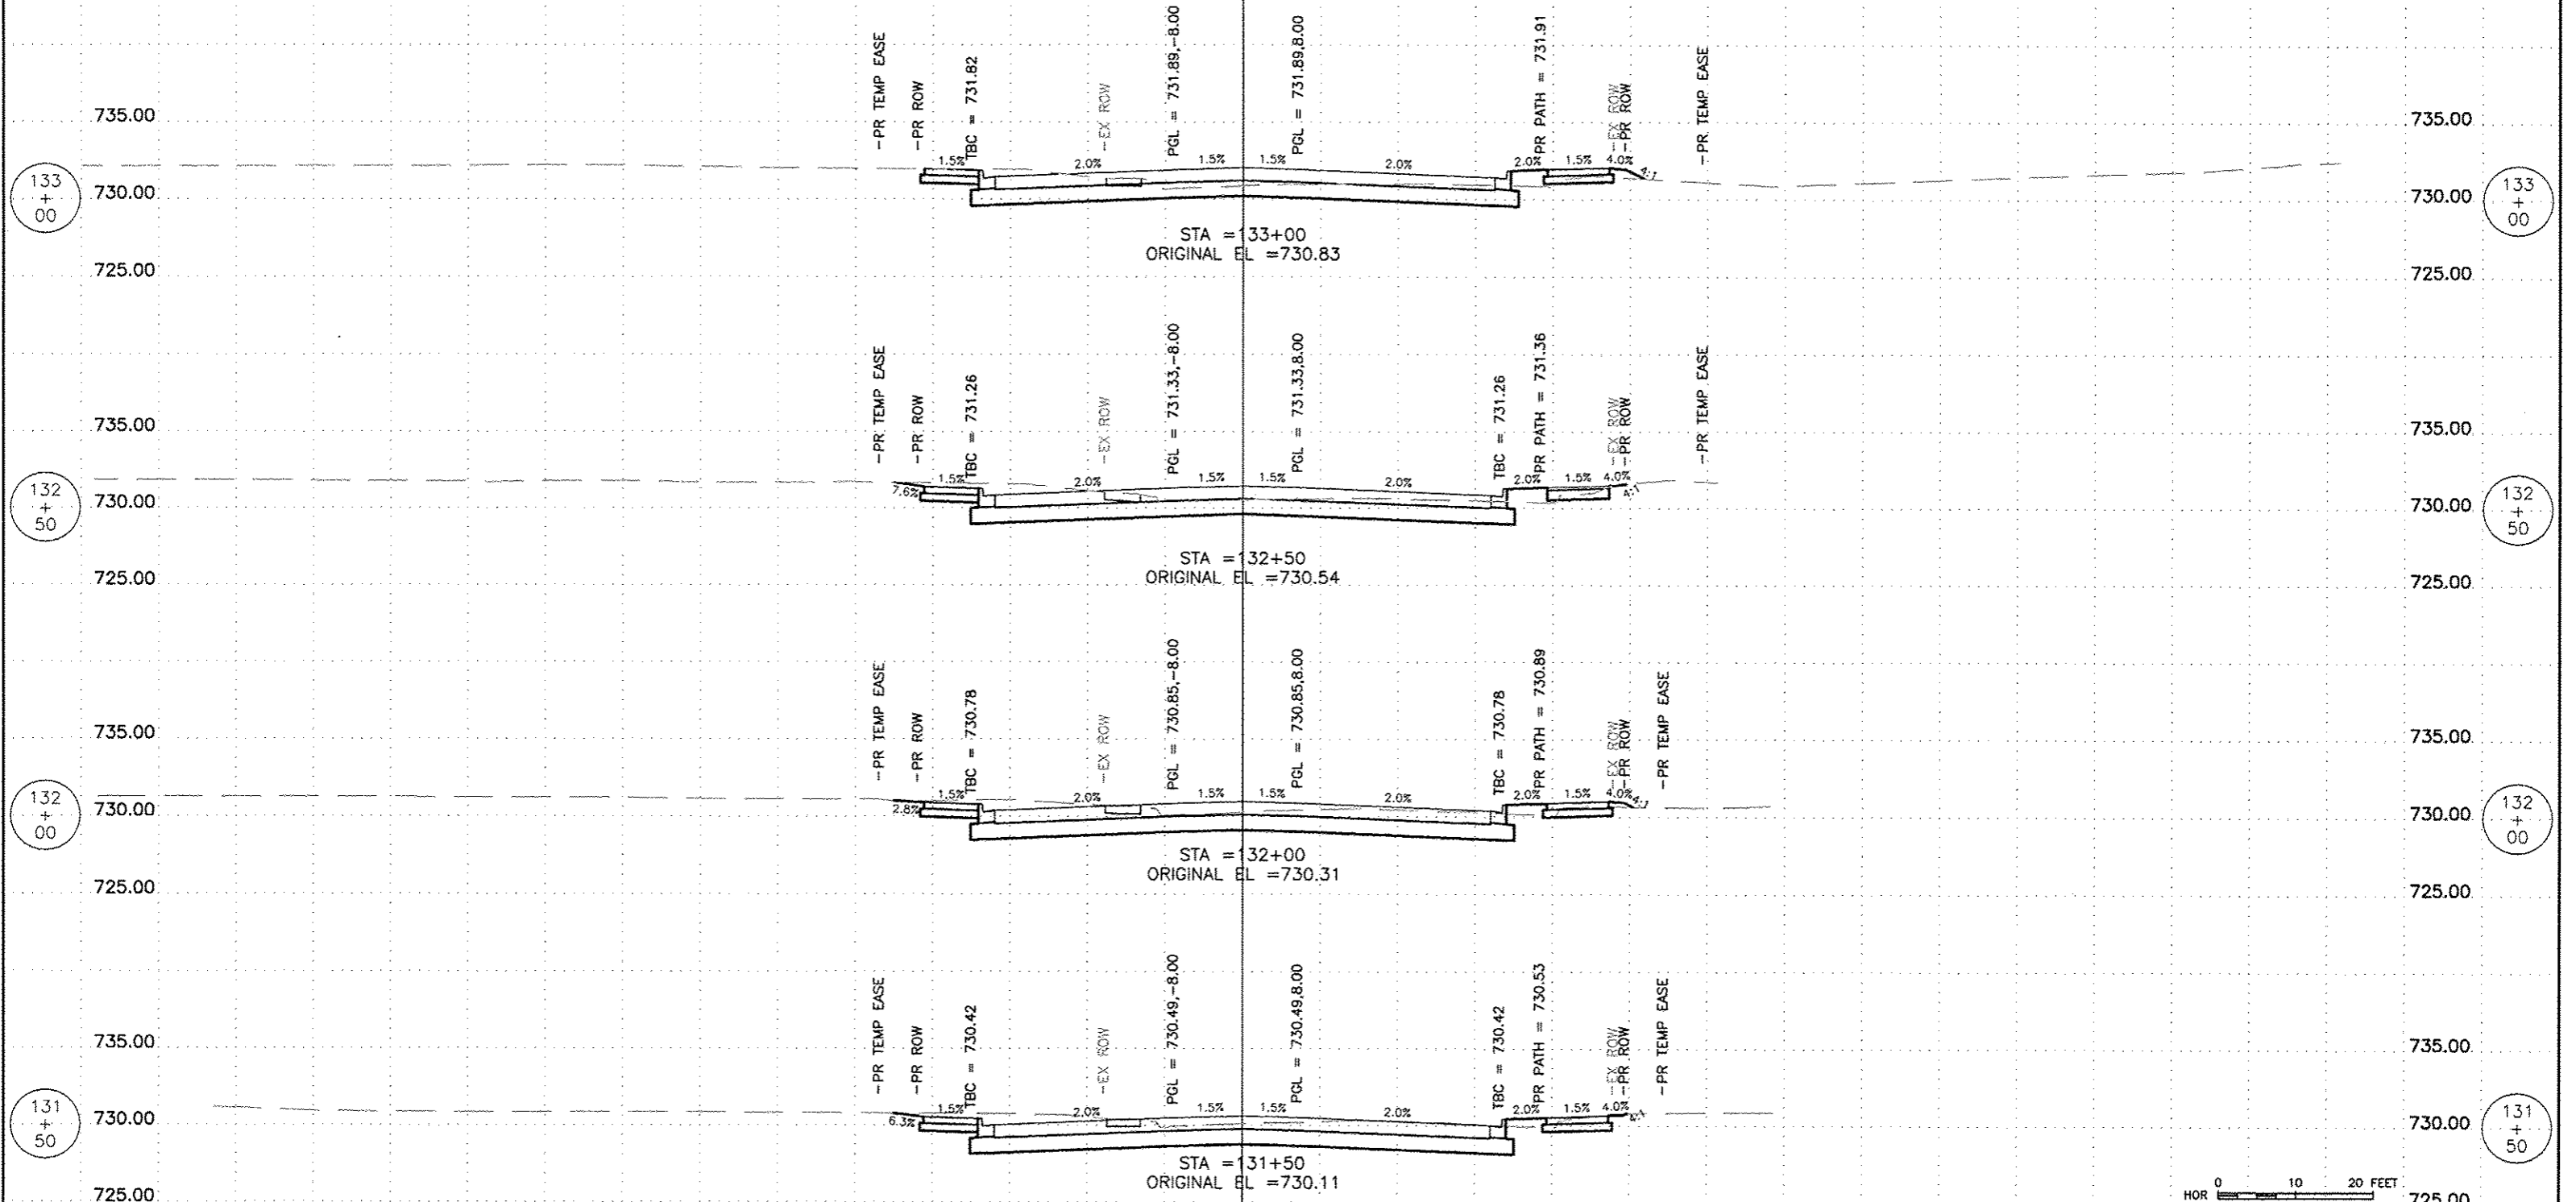 -PR TEMP EASE
-PR ROW
TBC = 731.82
-EX ROW
PGL = 731.89,-8.00
PGL = 731.89,8.00
PR PATH = 731.91
-EX ROW
-PR ROW
-PR TEMP EASE
735.00
735.00
1.5%
2.0%
1.5%
1.5%
2.0%
2.0%
1.5%
4.0%
4:1
133
+
00
730.00
730.00
133
+
00
STA =133+00
ORIGINAL EL =730.83
725.00
725.00
-PR TEMP EASE
-PR ROW
TBC = 731.26
-EX ROW
PGL = 731.33,-8.00
PGL = 731.33,8.00
TBC = 731.26
PR PATH = 731.36
-EX ROW
-PR ROW
-PR TEMP EASE
735.00
735.00
7.6%
1.5%
2.0%
1.5%
1.5%
2.0%
2.0%
1.5%
4.0%
4:1
132
+
50
730.00
730.00
132
+
50
STA =132+50
ORIGINAL EL =730.54
725.00
725.00
-PR TEMP EASE
-PR ROW
TBC = 730.78
-EX ROW
PGL = 730.85,-8.00
PGL = 730.85,8.00
TBC = 730.78
PR PATH = 730.89
-EX ROW
-PR ROW
-PR TEMP EASE
735.00
735.00
2.8%
1.5%
2.0%
1.5%
1.5%
2.0%
2.0%
1.5%
4.0%
4:1
132
+
00
730.00
730.00
132
+
00
STA =132+00
ORIGINAL EL =730.31
725.00
725.00
-PR TEMP EASE
-PR ROW
TBC = 730.42
-EX ROW
PGL = 730.49,-8.00
PGL = 730.49,8.00
TBC = 730.42
PR PATH = 730.53
-EX ROW
-PR ROW
-PR TEMP EASE
735.00
735.00
6.3%
1.5%
2.0%
1.5%
1.5%
2.0%
2.0%
1.5%
4.0%
131
+
50
730.00
730.00
131
+
50
STA =131+50
ORIGINAL EL =730.11
725.00
725.00
HOR 0 10 20 FEET